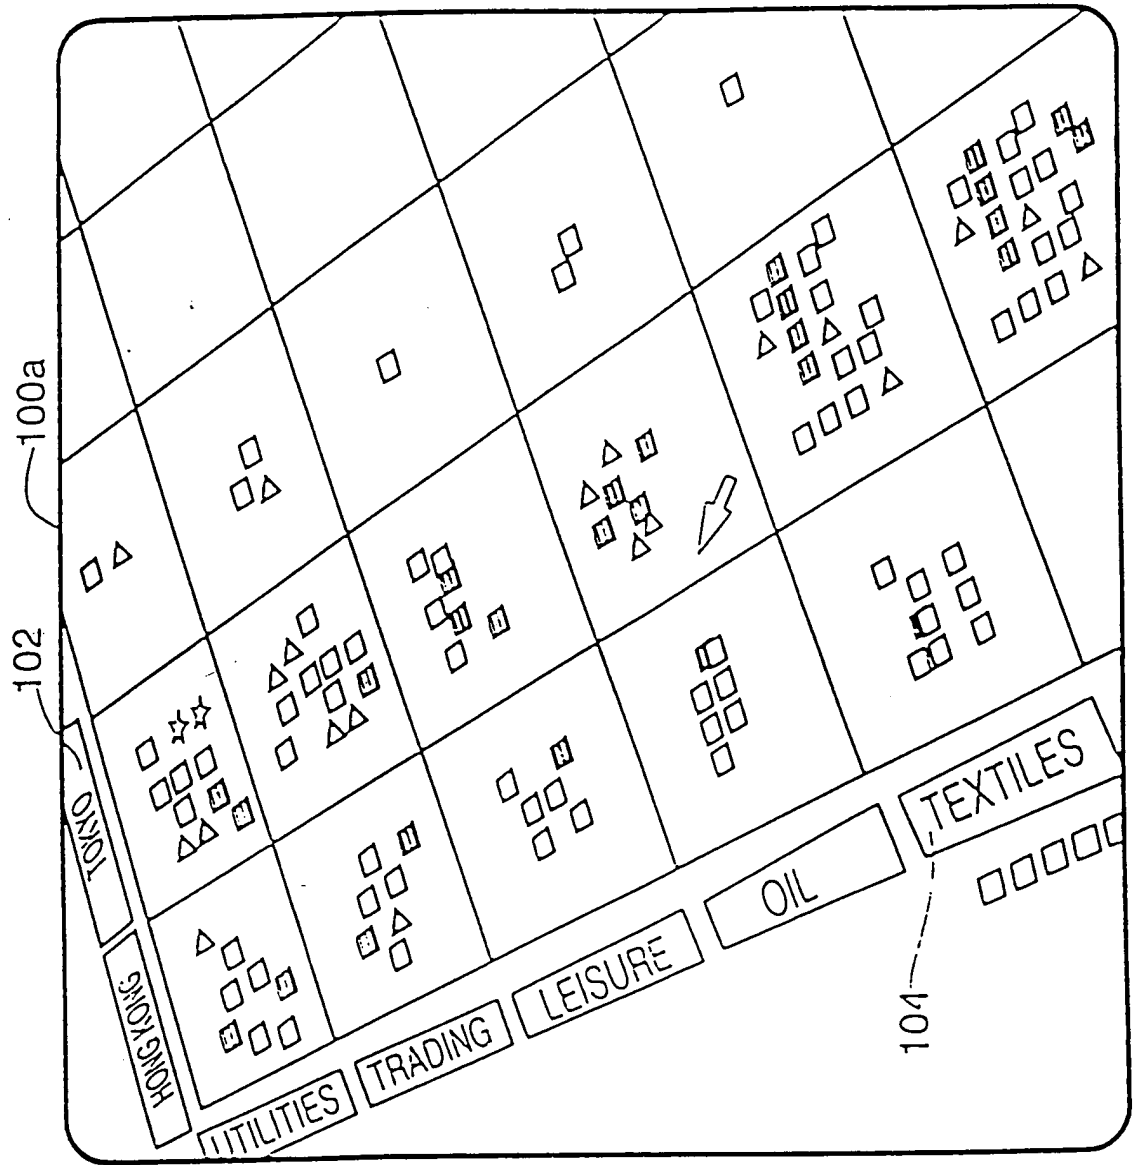 100a
102
TOKYO
HONG KONG
UTILITIES
TRADING
LEISURE
OIL
TEXTILES
104